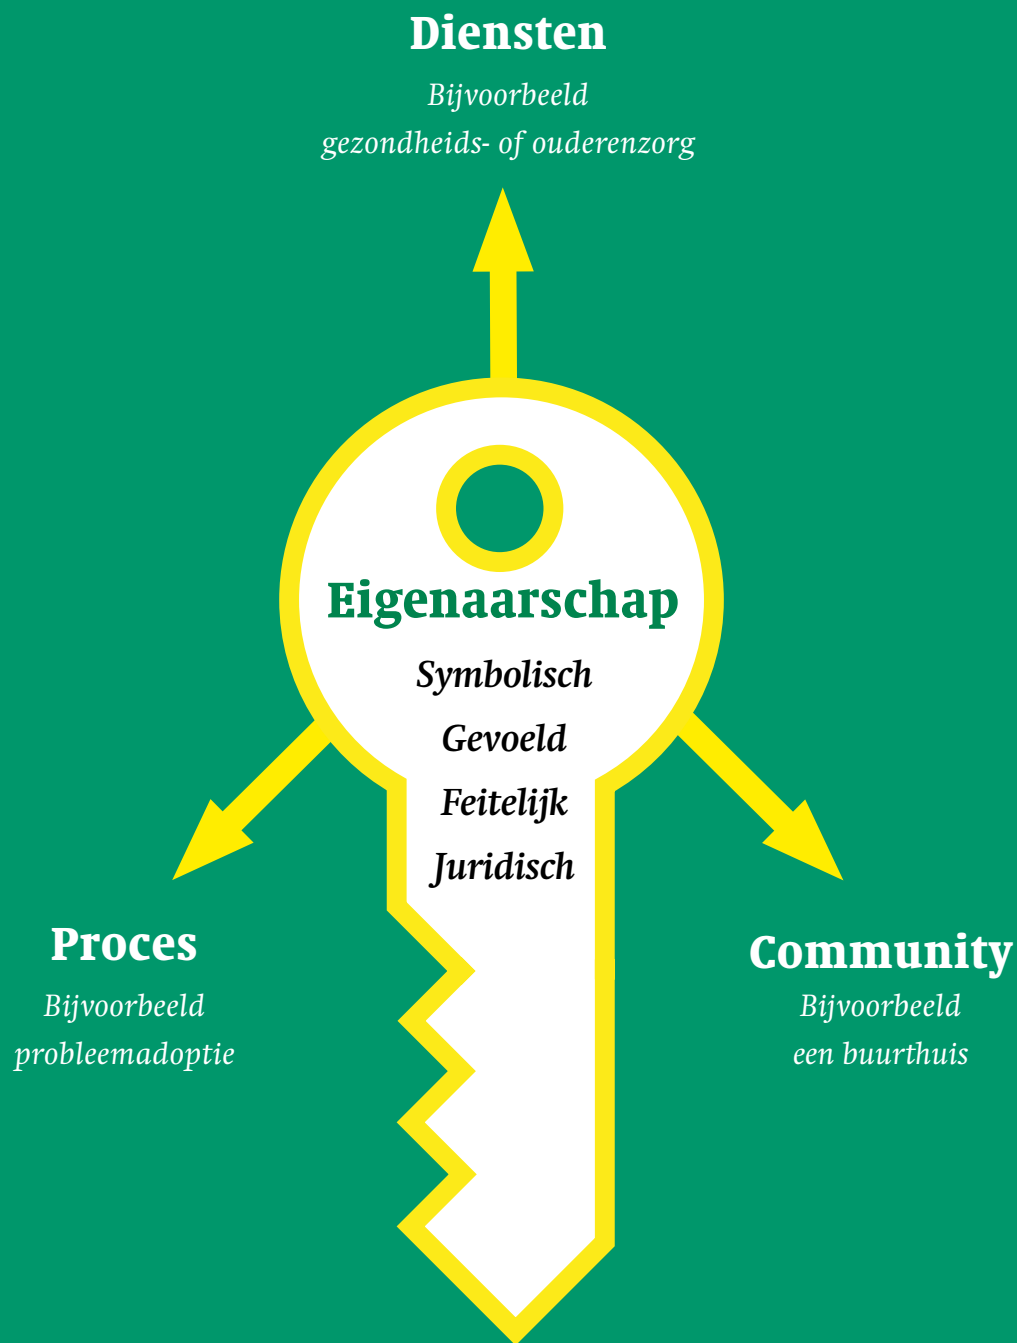 Diensten
Bijvoorbeeld
gezondheids- of ouderenzorg
Eigenaarschap
Symbolisch
Gevoeld
Feitelijk
Juridisch
Proces
Bijvoorbeeld
probleemadoptie
Community
Bijvoorbeeld
een buurthuis